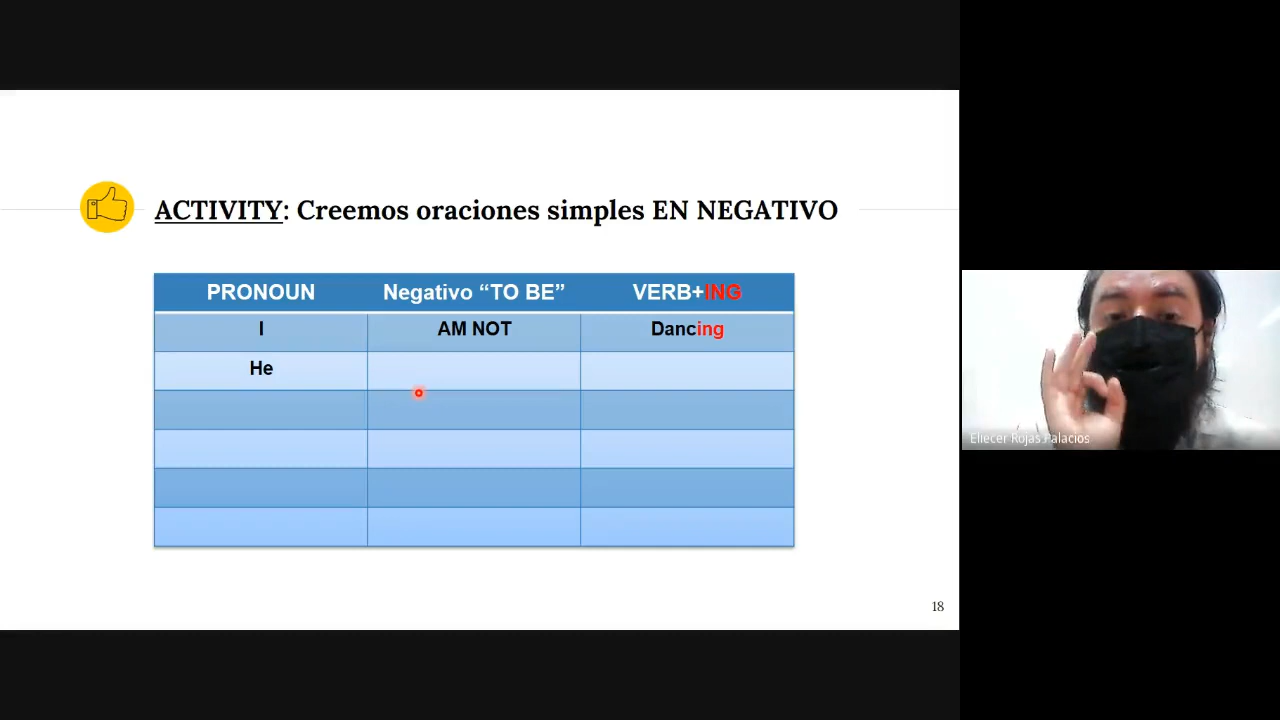 ACTIVITY: Creemos oraciones simples EN NEGATIVO
PRONOUN Negativo “TO BE” VERB+ING
I AM NOT Dancing
He
Eliecer Rojas Palacios
18